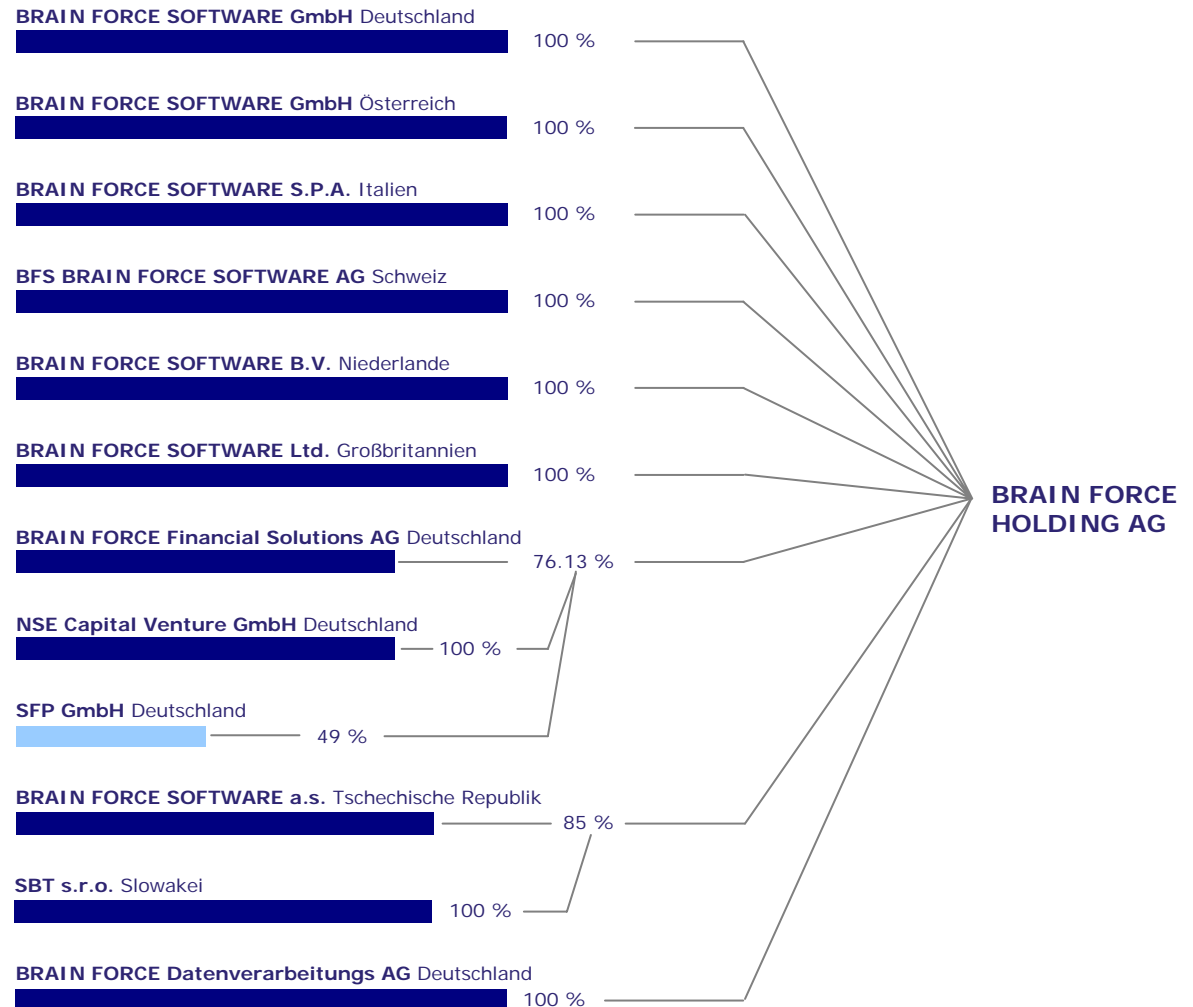 BRAIN FORCE SOFTWARE GmbH Deutschland
100 %
BRAIN FORCE SOFTWARE GmbH Österreich
100 %
BRAIN FORCE SOFTWARE S.P.A. Italien
100 %
BFS BRAIN FORCE SOFTWARE AG Schweiz
100 %
BRAIN FORCE SOFTWARE B.V. Niederlande
100 %
BRAIN FORCE SOFTWARE Ltd. Großbritannien
100 %
BRAIN FORCE
HOLDING AG
BRAIN FORCE Financial Solutions AG Deutschland
76.13 %
NSE Capital Venture GmbH Deutschland
100 %
SFP GmbH Deutschland
49 %
BRAIN FORCE SOFTWARE a.s. Tschechische Republik
85 %
SBT s.r.o. Slowakei
100 %
BRAIN FORCE Datenverarbeitungs AG Deutschland
100 %